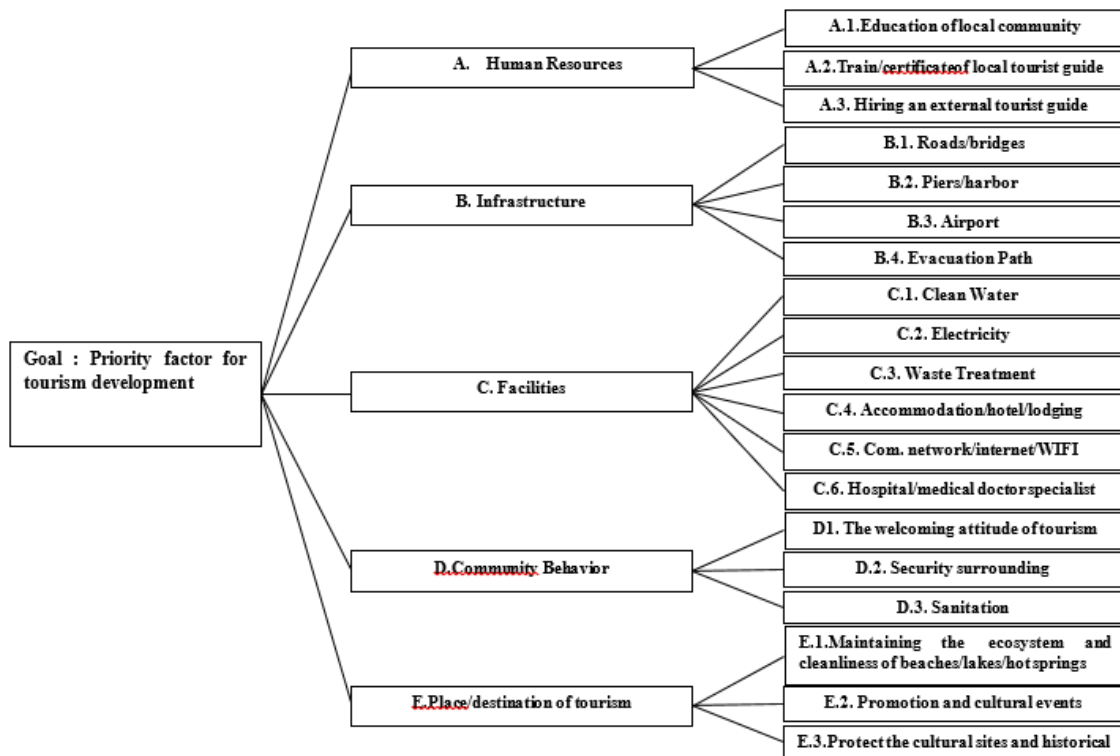 Goal : Priority factor for
tourism development
A. Human Resources
A.1.Education of local community
A.2.Train/certificateof local tourist guide
A.3. Hiring an external tourist guide
B. Infrastructure
B.1. Roads/bridges
B.2. Piers/harbor
B.3. Airport
B.4. Evacuation Path
C. Facilities
C.1. Clean Water
C.2. Electricity
C.3. Waste Treatment
C.4. Accommodation/hotel/lodging
C.5. Com. network/internet/WIFI
C.6. Hospital/medical doctor specialist
D.Community Behavior
D1. The welcoming attitude of tourism
D.2. Security surrounding
D.3. Sanitation
E.Place/destination of tourism
E.1.Maintaining the ecosystem and
cleanliness of beaches/lakes/hot springs
E.2. Promotion and cultural events
E.3.Protect the cultural sites and historical